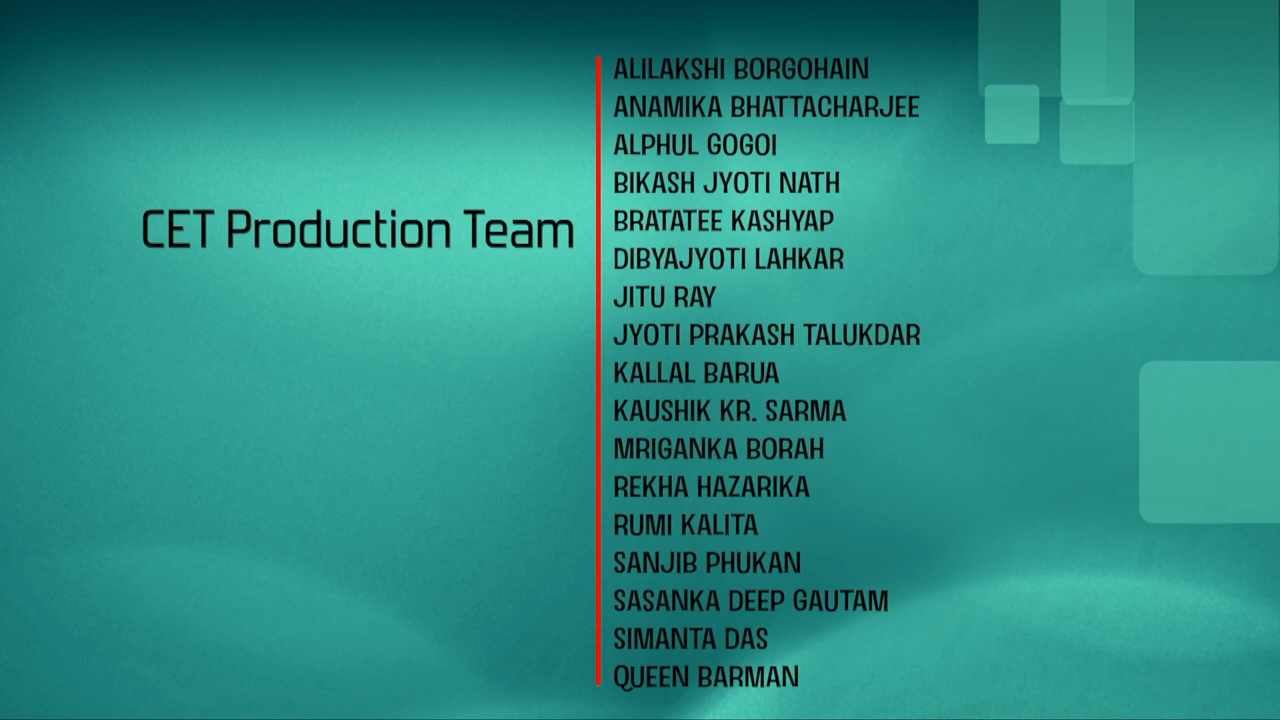 CET Production Team
ALILAKSHI BORGOHAIN
ANAMIKA BHATTACHARJEE
ALPHUL GOGOI
BIKASH JYOTI NATH
BRATATEE KASHYAP
DIBYAJYOTI LAHKAR
JITU RAY
JYOTI PRAKASH TALUKDAR
KALLAL BARUA
KAUSHIK KR. SARMA
MRIGANKA BORAH
REKHA HAZARIKA
RUMI KALITA
SANJIB PHUKAN
SASANKA DEEP GAUTAM
SIMANTA DAS
QUEEN BARMAN